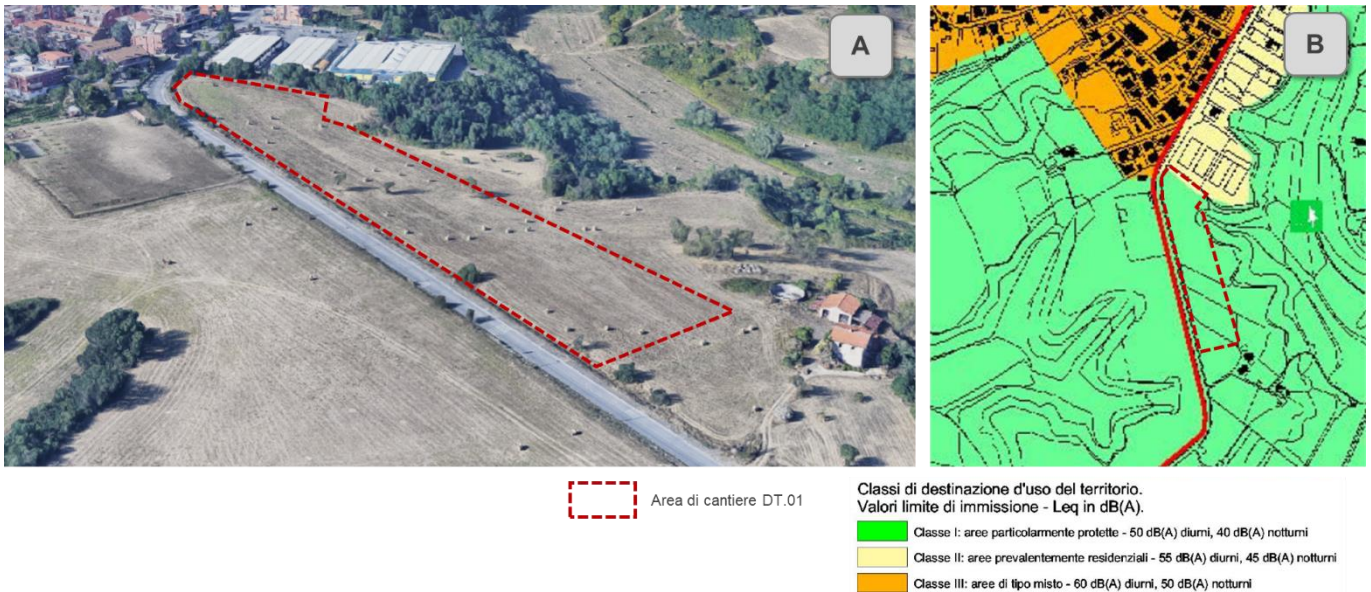 A
B
Area di cantiere DT.01
Classi di destinazione d'uso del territorio.
Valori limite di immissione - Leq in dB(A).
Classe I: aree particolarmente protette - 50 dB(A) diurni, 40 dB(A) notturni
Classe II: aree prevalentemente residenziali - 55 dB(A) diurni, 45 dB(A) notturni
Classe III: aree di tipo misto - 60 dB(A) diurni, 50 dB(A) notturni